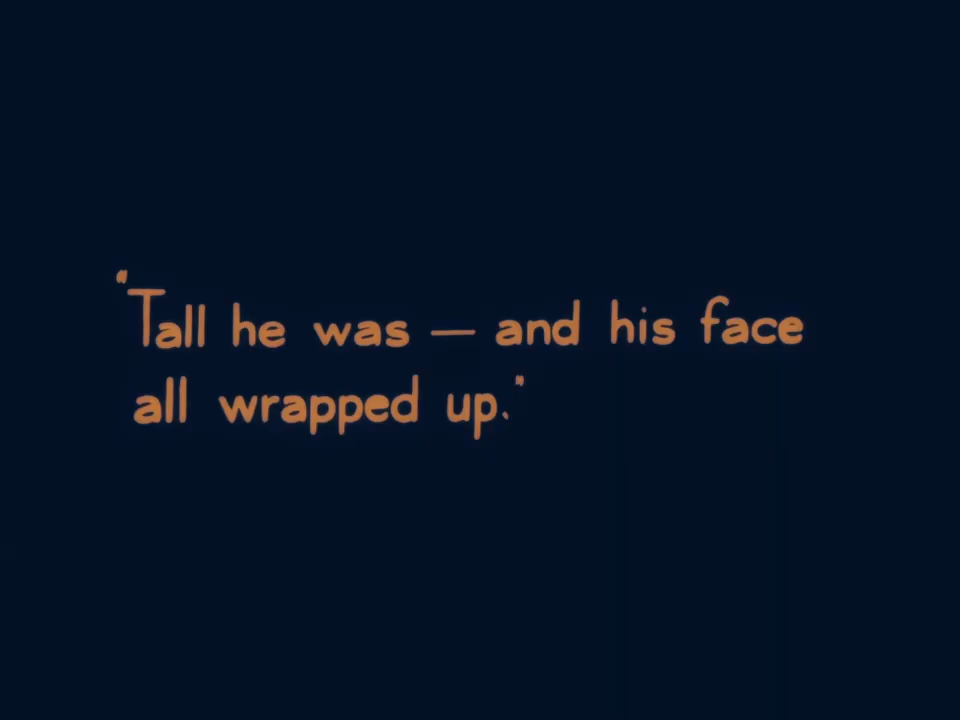 "Tall he was — and his face
all wrapped up."